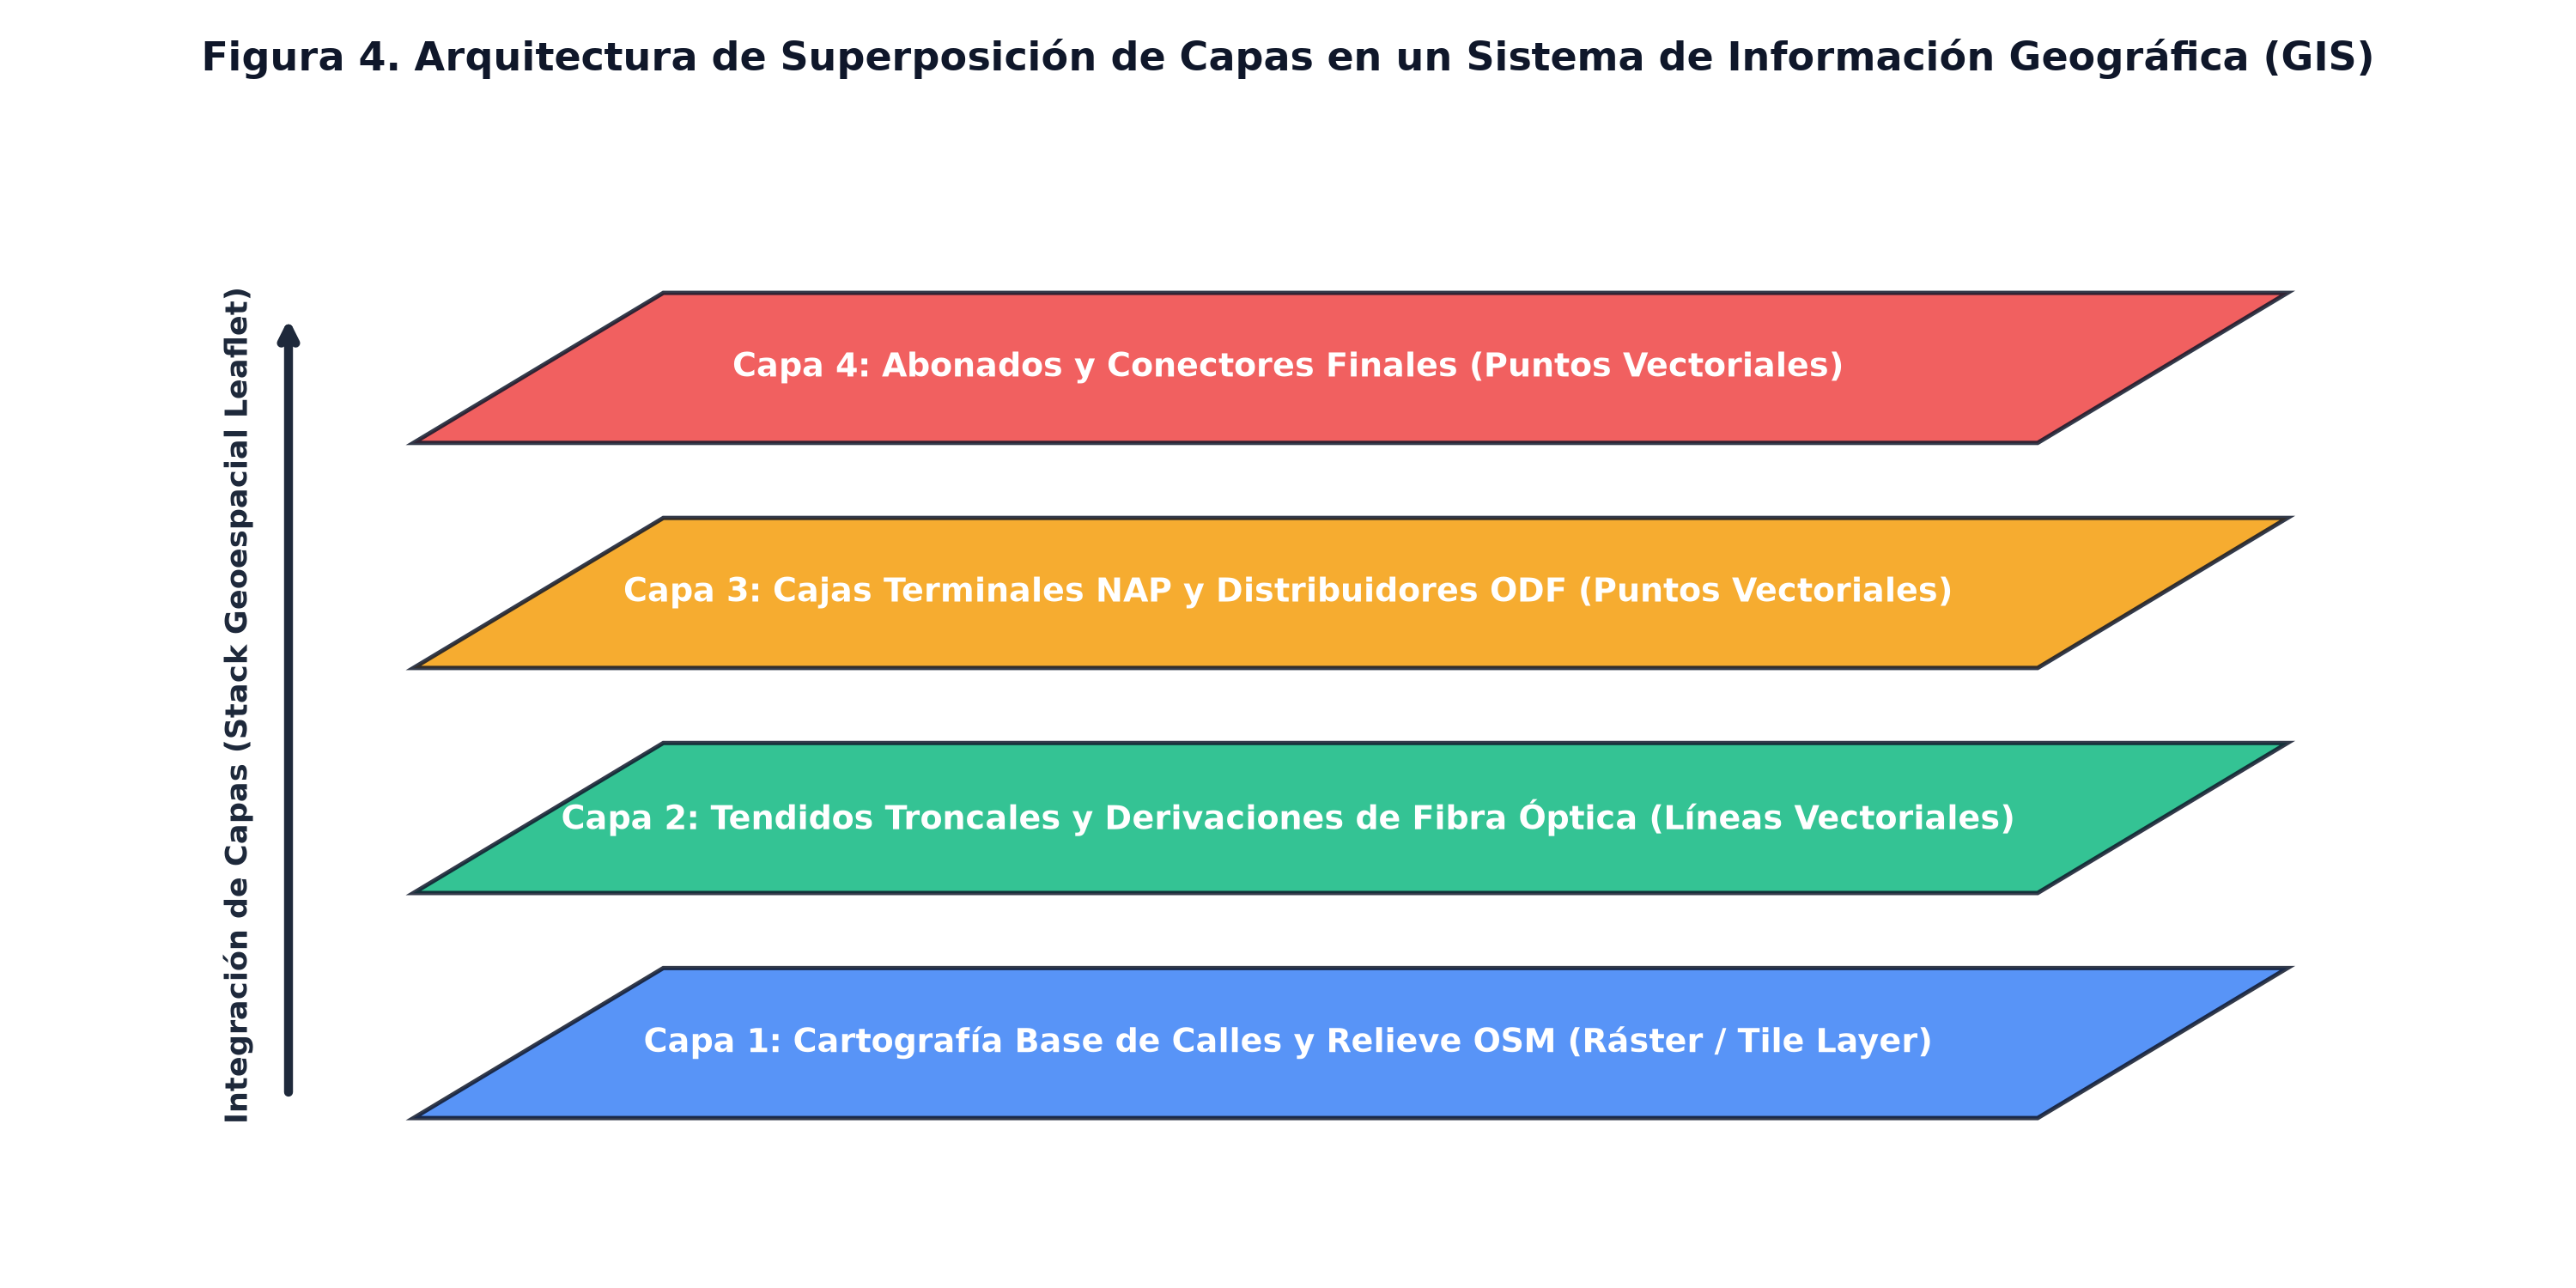 Figura 4. Arquitectura de Superposición de Capas en un Sistema de Información Geográfica (GIS)
Integración de Capas (Stack Geoespacial Leaflet)
Capa 4: Abonados y Conectores Finales (Puntos Vectoriales)
Capa 3: Cajas Terminales NAP y Distribuidores ODF (Puntos Vectoriales)
Capa 2: Tendidos Troncales y Derivaciones de Fibra Óptica (Líneas Vectoriales)
Capa 1: Cartografía Base de Calles y Relieve OSM (Ráster / Tile Layer)